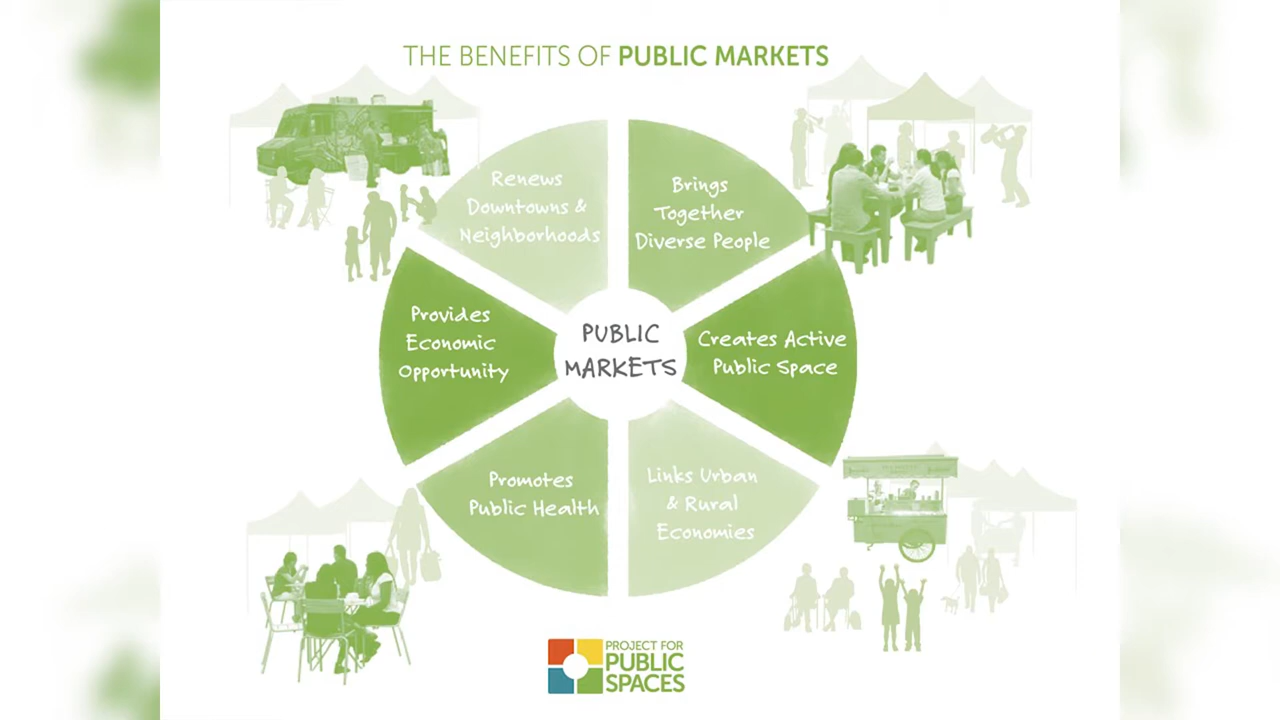 THE BENEFITS OF PUBLIC MARKETS
Renews
Downtowns &
Neighborhoods
Brings
Together
Diverse People
Provides
Economic
Opportunity
PUBLIC
MARKETS
Creates Active
Public Space
Promotes
Public Health
Links Urban
& Rural
Economies
PROJECT FOR
PUBLIC
SPACES